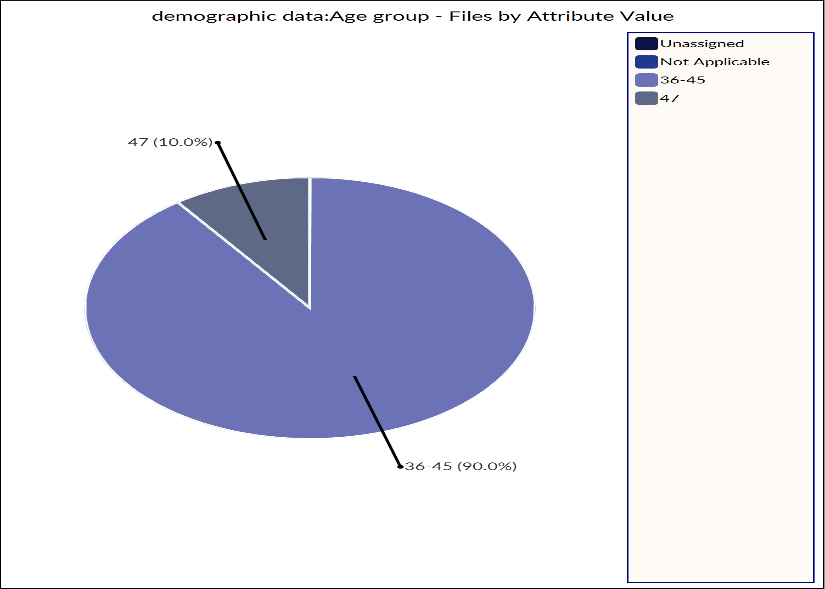 demographic data:Age group - Files by Attribute Value
Unassigned
Not Applicable
36-45
47
47 (10.0%)
36-45 (90.0%)